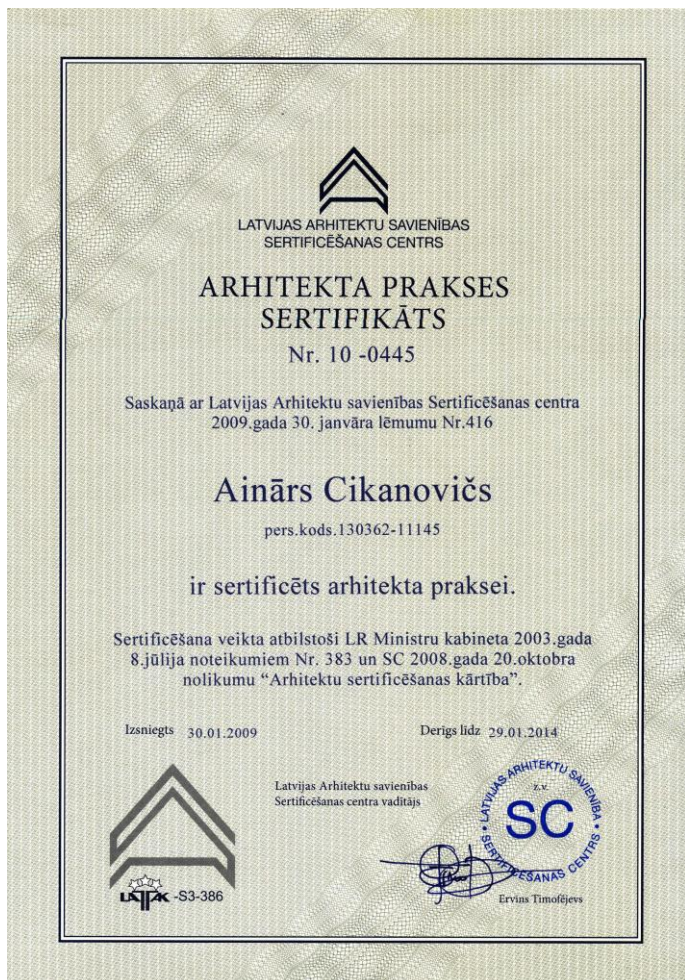 LATVIJAS ARHITEKTU SAVIENĪBAS
SERTIFICĒŠANAS CENTRS
ARHITEKTA PRAKSES
SERTIFIKĀTS
Nr. 10 -0445
Saskaņā ar Latvijas Arhitektu savienības Sertificēšanas centra
2009.gada 30. janvāra lēmumu Nr.416
Ainārs Cikanovičs
pers.kods.130362-11145
ir sertificēts arhitekta praksei.
Sertificēšana veikta atbilstoši LR Ministru kabineta 2003.gada
8.jūlija noteikumiem Nr. 383 un SC 2008.gada 20.oktobra
nolikumu “Arhitektu sertificēšanas kārtība”.
Izsniegts 30.01.2009
Derīgs līdz 29.01.2014
Latvijas Arhitektu savienības
Sertificēšanas centra vadītājs
LATVIJAS ARHITEKTU SAVIENĪBA
z.v.
SC
SERTIFICĒŠANAS CENTRS
LATAK -S3-386
Ervins Timofējevs